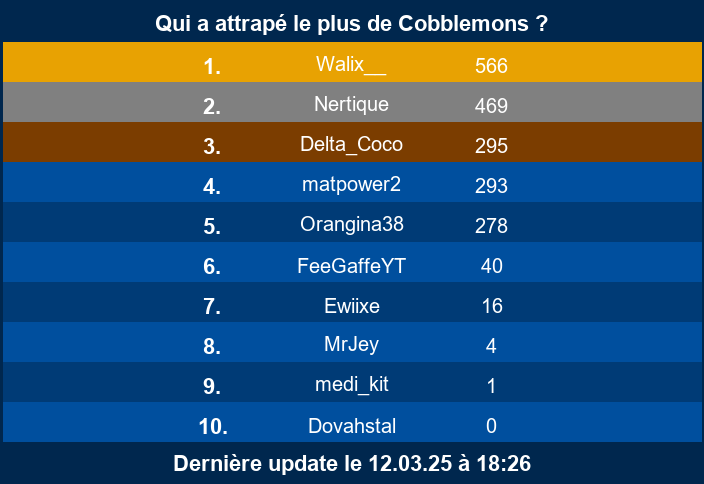 Qui a attrapé le plus de Cobblemons ?
1. Walix__ 566
2. Nertique 469
3. Delta_Coco 295
4. matpower2 293
5. Orangina38 278
6. FeeGaffeYT 40
7. Ewiixe 16
8. MrJey 4
9. medi_kit 1
10. Dovahstal 0
Dernière update le 12.03.25 à 18:26